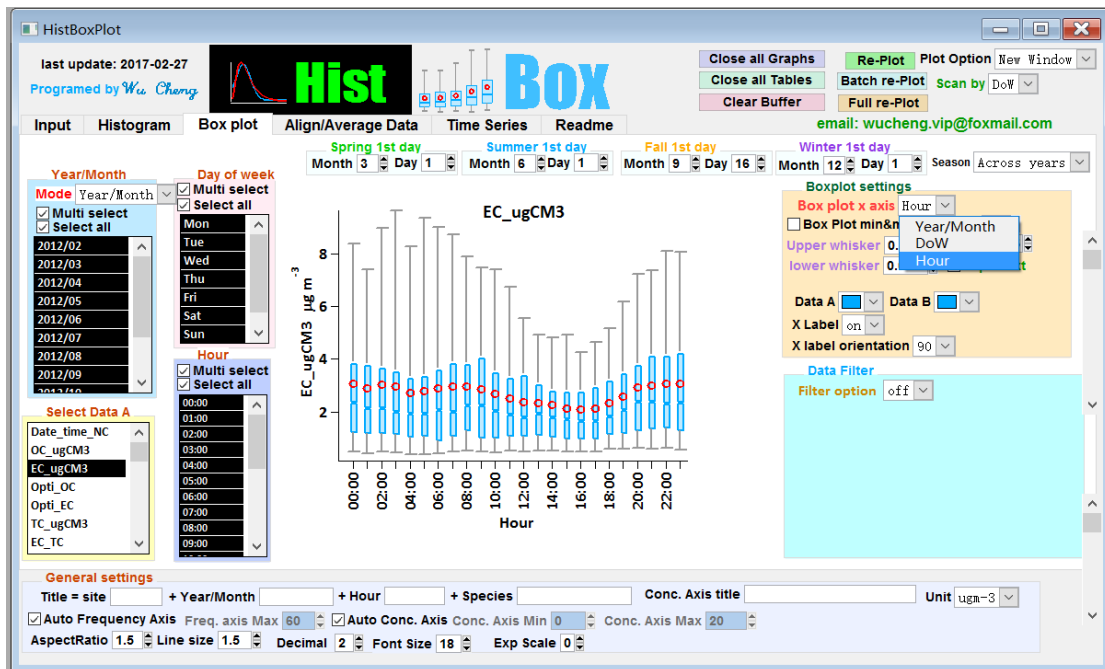 HistBoxPlot
last update: 2017-02-27
Programed by Wu Cheng
Hist
Box
Close all Graphs
Re-Plot
Plot Option New Window
Close all Tables
Batch re-Plot
Scan by DoW
Clear Buffer
Full re-Plot
email: wucheng.vip@foxmail.com
Input Histogram Box plot Align/Average Data Time Series Readme
Spring 1st day
Month 3 Day 1
Summer 1st day
Month 6 Day 1
Fall 1st day
Month 9 Day 16
Winter 1st day
Month 12 Day 1
Season Across years
Year/Month
Mode Year/Month
Multi select
Select all
2012/02
2012/03
2012/04
2012/05
2012/06
2012/07
2012/08
2012/09
2012/10
Day of week
Multi select
Select all
Mon
Tue
Wed
Thu
Fri
Sat
Sun
Hour
Multi select
Select all
00:00
01:00
02:00
03:00
04:00
05:00
06:00
07:00
08:00
09:00
Select Data A
Date_time_NC
OC_ugCM3
EC_ugCM3
Opti_OC
Opti_EC
TC_ugCM3
EC_TC
EC_ugCM3
EC_ugCM3 µg m-3
8
6
4
2
00:00
02:00
04:00
06:00
08:00
10:00
12:00
14:00
16:00
18:00
20:00
22:00
Hour
Boxplot settings
Box plot x axis Hour
Year/Month
DoW
Hour
Box Plot min&m
Upper whisker 0.
lower whisker 0.
Data A
Data B
X Label on
X label orientation 90
Data Filter
Filter option off
General settings
Title = site + Year/Month + Hour + Species Conc. Axis title Unit ugm-3
Auto Frequency Axis Freq. axis Max 60 Auto Conc. Axis Conc. Axis Min 0 Conc. Axis Max 20
AspectRatio 1.5 Line size 1.5 Decimal 2 Font Size 18 Exp Scale 0